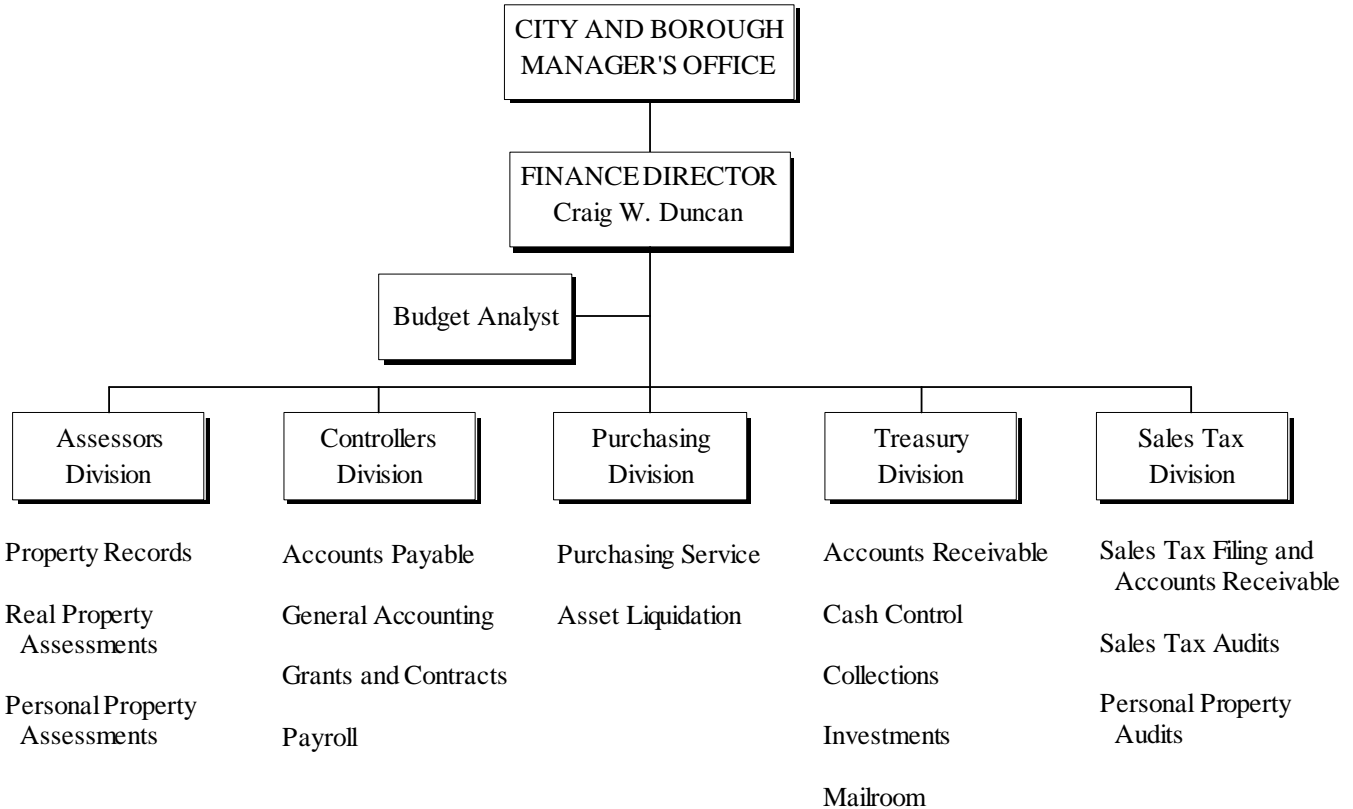 CITY AND BOROUGH
MANAGER'S OFFICE
FINANCE DIRECTOR
Craig W. Duncan
Budget Analyst
Assessors
Division
Property Records
Real Property
Assessments
Personal Property
Assessments
Controllers
Division
Accounts Payable
General Accounting
Grants and Contracts
Payroll
Purchasing
Division
Purchasing Service
Asset Liquidation
Treasury
Division
Accounts Receivable
Cash Control
Collections
Investments
Mailroom
Sales Tax
Division
Sales Tax Filing and
Accounts Receivable
Sales Tax Audits
Personal Property
Audits